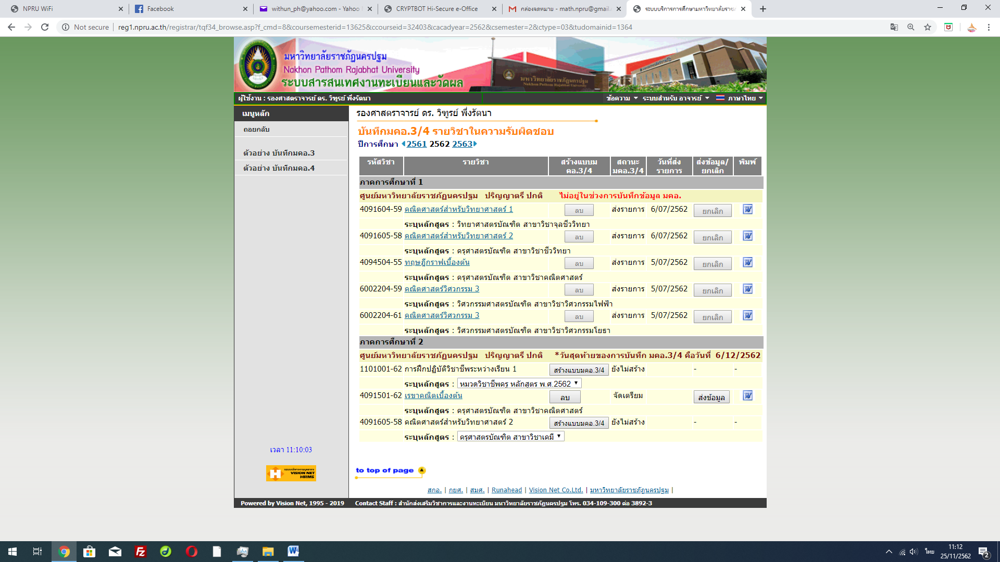 NPRU WiFi
Facebook
withun_ph@yahoo.com - Yahoo
CRYPTBOT Hi-Secure e-Office
กล่องจดหมาย - math.npru@gmail.
ระบบบริการการศึกษามหาวิทยาลัยราช
Not secure | reg1.npru.ac.th/registrar/tqf34_browse.asp?f_cmd=8&coursemesterid=13625&ccourseid=32403&cacadyear=2562&csemester=2&ctype=03&tudomainid=1364
มหาวิทยาลัยราชภัฏนครปฐม
Nakhon Pathom Rajabhat University
ระบบสารสนเทศงานทะเบียนและวัดผล
มหาวิทยาลัยราชภัฏนครปฐม
Nakhon Pathom Rajabhat University
ผู้ใช้งาน : รองศาสตราจารย์ ดร. วิฑูรย์ พึ่งรัตนา
ข้อความ ระบบสำหรับ อาจารย์ ภาษาไทย
เมนูหลัก
ถอยกลับ
ตัวอย่าง บันทึกมคอ.3
ตัวอย่าง บันทึกมคอ.4
เวลา 11:10:03
VISION NET
HRMS
รองศาสตราจารย์ ดร. วิฑูรย์ พึ่งรัตนา
บันทึกมคอ.3/4 รายวิชาในความรับผิดชอบ
ปีการศึกษา 2561 2562 2563
รหัสวิชา รายวิชา สร้างแบบม คอ.3/4 สถานะ มคอ.3/4 วันที่ส่ง รายการ ส่งข้อมูล/ ยกเลิก พิมพ์
ภาคการศึกษาที่ 1
ศูนย์มหาวิทยาลัยราชภัฏนครปฐม ปริญญาตรี ปกติ ไม่อยู่ในช่วงการบันทึกข้อมูล มคอ.
4091604-59 คณิตศาสตร์สำหรับวิทยาศาสตร์ 1 ลบ ส่งรายการ 6/07/2562 ยกเลิก
ระบุหลักสูตร : วิทยาศาสตรบัณฑิต สาขาวิชาจุลชีววิทยา
4091605-58 คณิตศาสตร์สำหรับวิทยาศาสตร์ 2 ลบ ส่งรายการ 6/07/2562 ยกเลิก
ระบุหลักสูตร : ครุศาสตรบัณฑิต สาขาวิชาชีววิทยา
4094504-55 ทฤษฎีกราฟเบื้องต้น ลบ ส่งรายการ 5/07/2562 ยกเลิก
ระบุหลักสูตร : ครุศาสตรบัณฑิต สาขาวิชาคณิตศาสตร์
6002204-59 คณิตศาสตร์วิศวกรรม 3 ลบ ส่งรายการ 5/07/2562 ยกเลิก
ระบุหลักสูตร : วิศวกรรมศาสตรบัณฑิต สาขาวิชาวิศวกรรมไฟฟ้า
6002204-61 คณิตศาสตร์วิศวกรรม 3 ลบ ส่งรายการ 5/07/2562 ยกเลิก
ระบุหลักสูตร : วิศวกรรมศาสตรบัณฑิต สาขาวิชาวิศวกรรมโยธา
ภาคการศึกษาที่ 2
ศูนย์มหาวิทยาลัยราชภัฏนครปฐม ปริญญาตรี ปกติ *วันสุดท้ายของการบันทึก มคอ.3/4 คือวันที่ 6/12/2562
1101001-62 การฝึกปฏิบัติวิชาชีพระหว่างเรียน 1 สร้างแบบมคอ.3/4 ยังไม่สร้าง - -
ระบุหลักสูตร : หมวดวิชาชีพครู หลักสูตร พ.ศ.2562
4091501-62 เรขาคณิตเบื้องต้น ลบ จัดเตรียม ส่งข้อมูล
ระบุหลักสูตร : ครุศาสตรบัณฑิต สาขาวิชาคณิตศาสตร์
4091605-58 คณิตศาสตร์สำหรับวิทยาศาสตร์ 2 สร้างแบบมคอ.3/4 ยังไม่สร้าง - -
ระบุหลักสูตร : ครุศาสตรบัณฑิต สาขาวิชาเคมี
to top of page
สกอ. | กยศ. | สมศ. | Runahead | Vision Net Co.Ltd. | มหาวิทยาลัยราชภัฏนครปฐม |
Powered by Vision Net, 1995 - 2019 Contact Staff : สำนักส่งเสริมวิชาการและงานทะเบียน มหาวิทยาลัยราชภัฏนครปฐม โทร. 034-109-300 ต่อ 3892-3
ไทย
11:12
25/11/2562
2